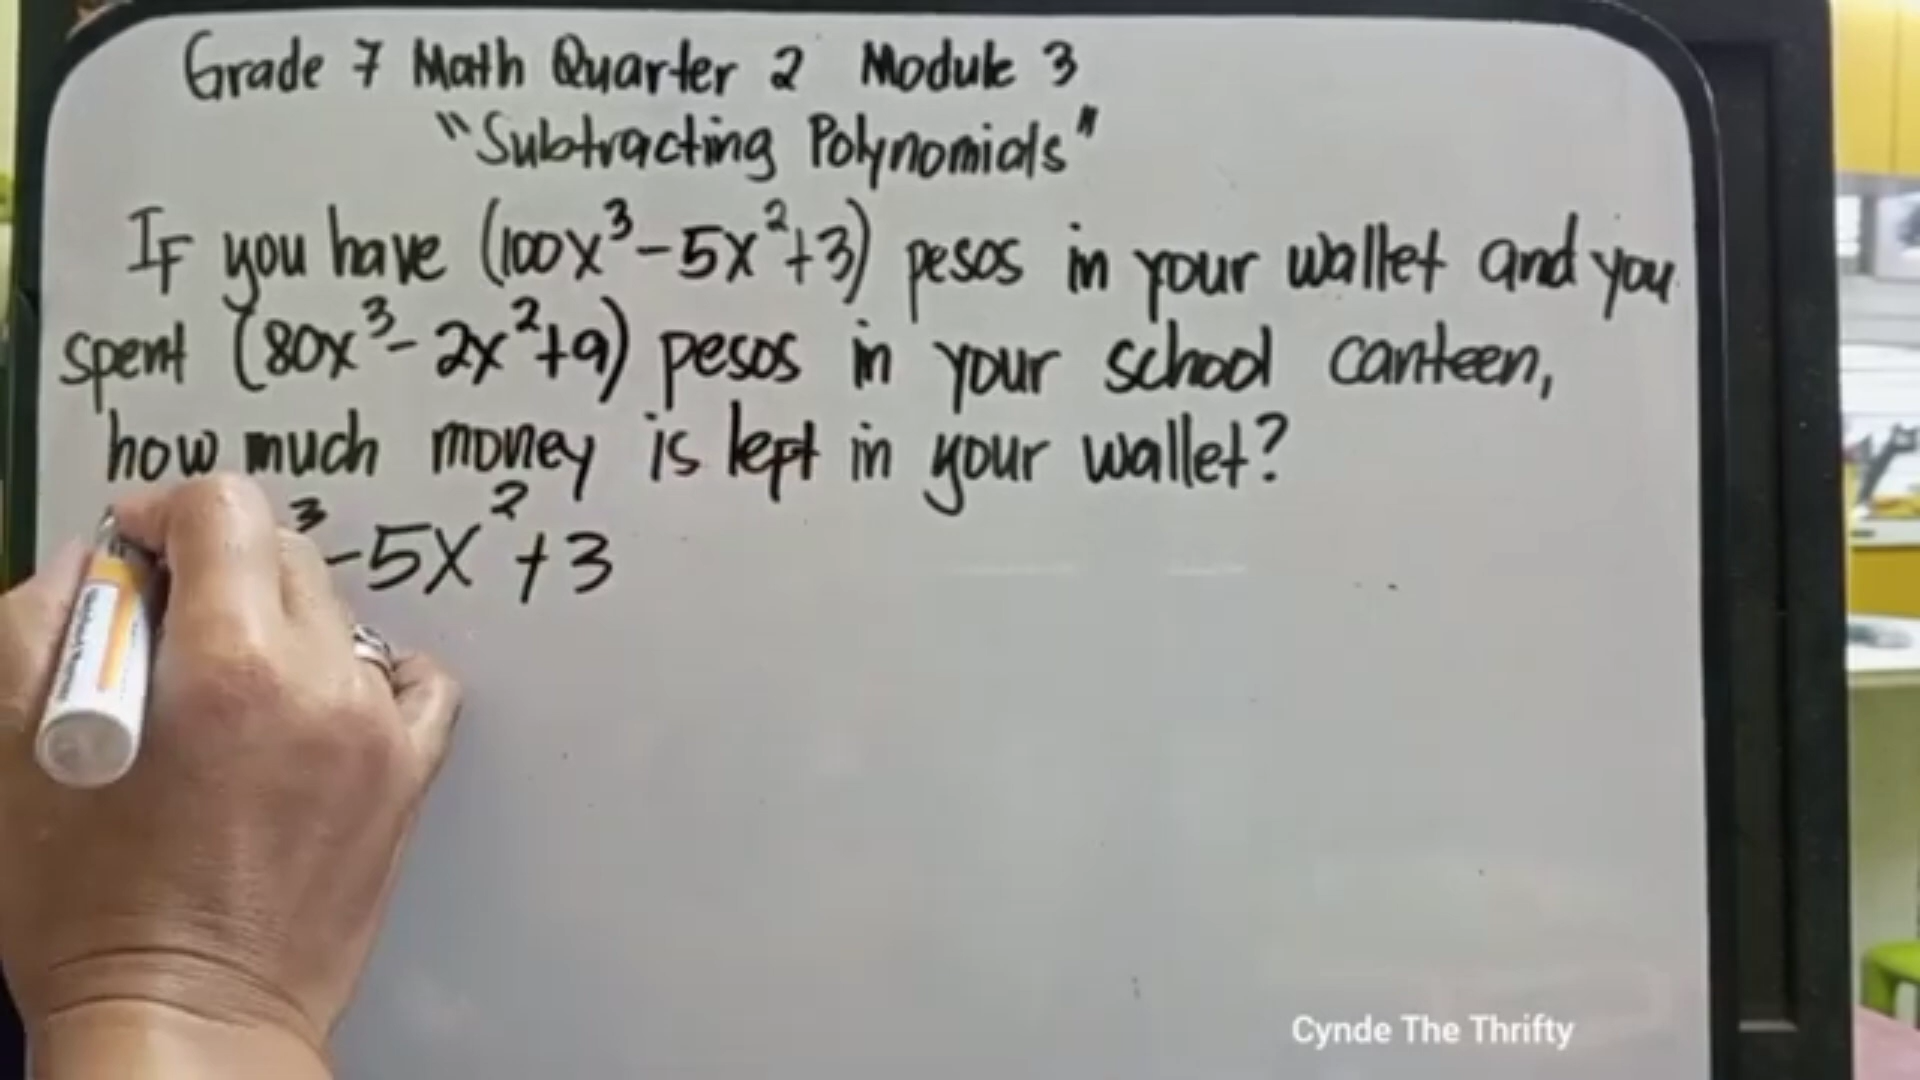 Grade 7 Math Quarter 2 Module 3
"Subtracting Polynomials"
If you have (100x³-5x²+3) pesos in your wallet and you
spent (80x³-2x²+9) pesos in your school canteen,
how much money is kept in your wallet?
³-5x²+3
Cynde The Thrifty